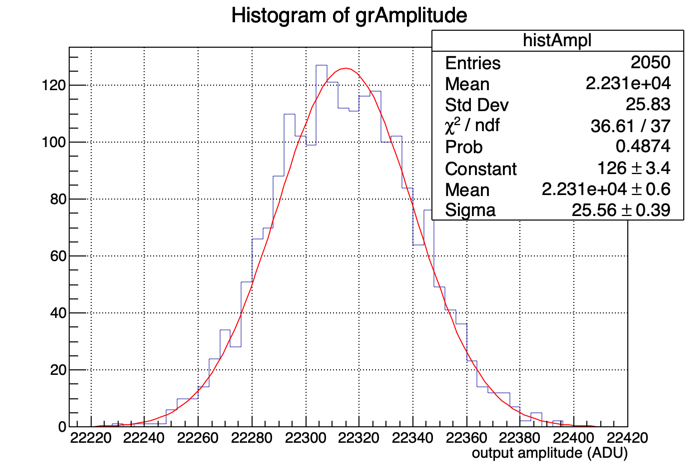 Histogram of grAmplitude
histAmpl
Entries 2050
Mean 2.231e+04
Std Dev 25.83
χ² / ndf 36.61 / 37
Prob 0.4874
Constant 126 ± 3.4
Mean 2.231e+04 ± 0.6
Sigma 25.56 ± 0.39
120
100
80
60
40
20
0
22220 22240 22260 22280 22300 22320 22340 22360 22380 22400 22420
output amplitude (ADU)